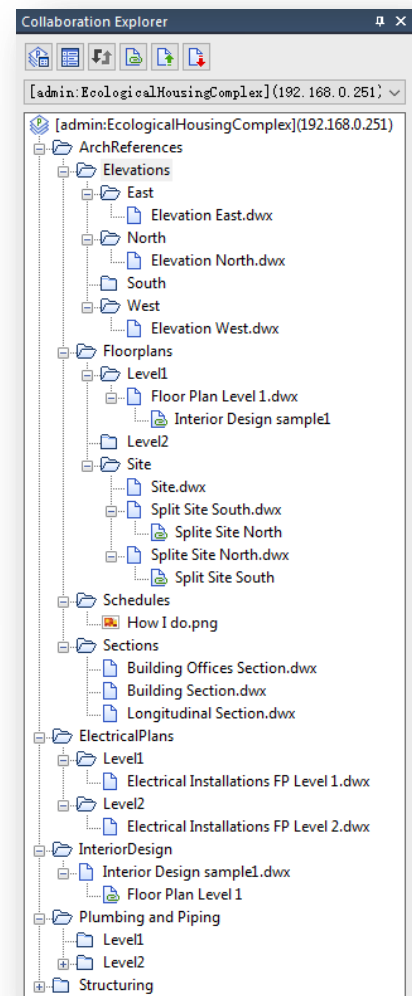 Collaboration Explorer
[admin:EcologicalHousingComplex](192.168.0.251)
[admin:EcologicalHousingComplex](192.168.0.251)
ArchReferences
Elevations
East
Elevation East.dwx
North
Elevation North.dwx
South
West
Elevation West.dwx
Floorplans
Level1
Floor Plan Level 1.dwx
Interior Design sample1
Level2
Site
Site.dwx
Split Site South.dwx
Splite Site North
Splite Site North.dwx
Split Site South
Schedules
How I do.png
Sections
Building Offices Section.dwx
Building Section.dwx
Longitudinal Section.dwx
ElectricalPlans
Level1
Electrical Installations FP Level 1.dwx
Level2
Electrical Installations FP Level 2.dwx
InteriorDesign
Interior Design sample1.dwx
Floor Plan Level 1
Plumbing and Piping
Level1
Level2
Structuring